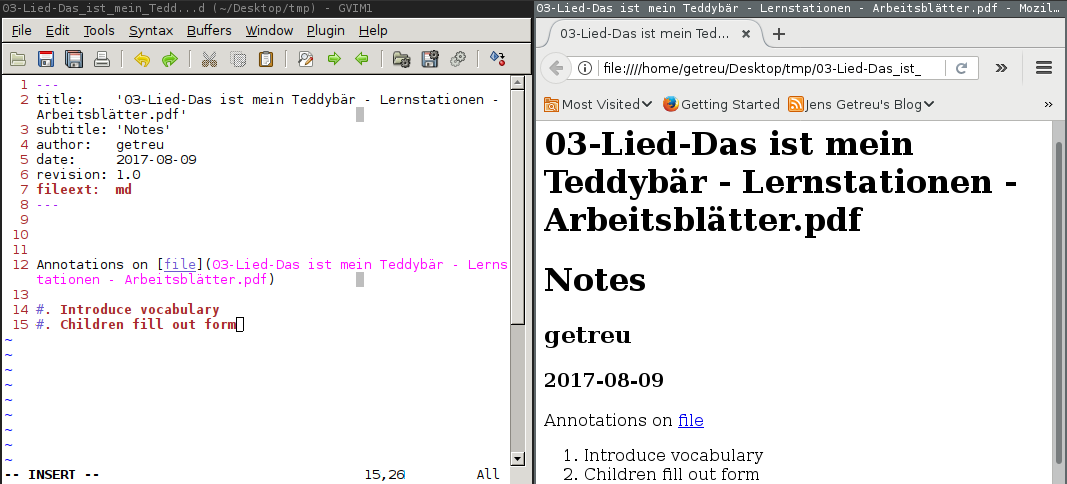 03-Lied-Das_ist_mein_Tedd...d (~/Desktop/tmp) - GVIM1
File Edit Tools Syntax Buffers Window Plugin Help
1 ---
2 title:    '03-Lied-Das ist mein Teddybär - Lernstationen -
Arbeitsblätter.pdf'
3 subtitle: 'Notes'
4 author:   getreu
5 date:     2017-08-09
6 revision: 1.0
7 fileext:  md
8 ---
9
10
11
12 Annotations on [file](03-Lied-Das ist mein Teddybär - Lerns
tationen - Arbeitsblätter.pdf)
13
14 #. Introduce vocabulary
15 #. Children fill out form
~
~
~
~
~
~
~
~
~
-- INSERT -- 15,26 All
03-Lied-Das ist mein Teddybär - Lernstationen - Arbeitsblätter.pdf - Mozil...
03-Lied-Das ist mein Ted...
file:////home/getreu/Desktop/tmp/03-Lied-Das_ist_
Most Visited Getting Started Jens Getreu's Blog
03-Lied-Das ist mein
Teddybär - Lernstationen -
Arbeitsblätter.pdf
Notes
getreu
2017-08-09
Annotations on file
1. Introduce vocabulary
2. Children fill out form